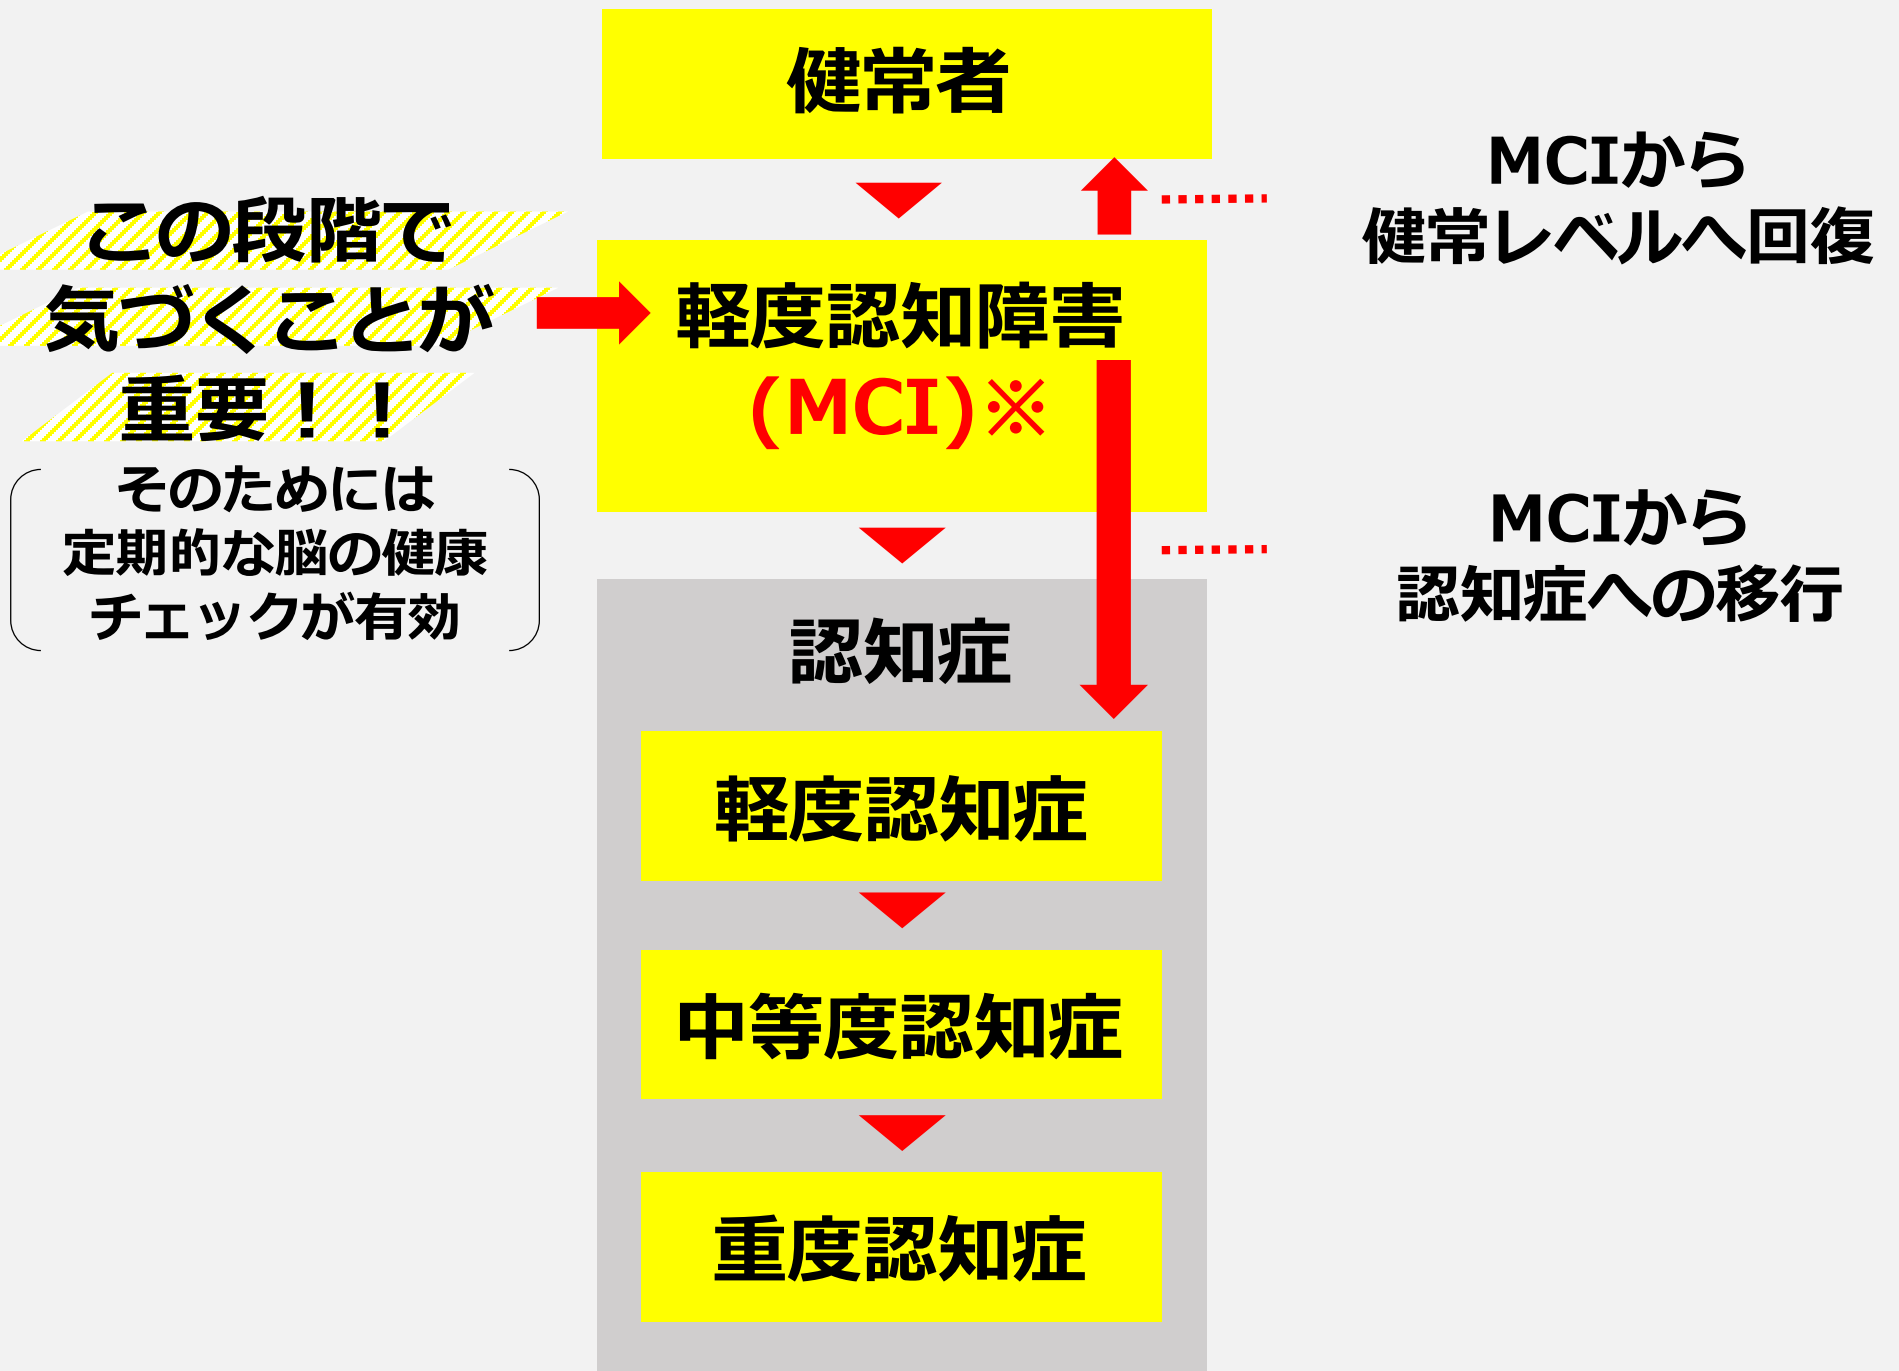 健常者
MCIから
健常レベルへ回復
この段階で
気づくことが
重要！！
そのためには
定期的な脳の健康
チェックが有効
軽度認知障害
(MCI)※
MCIから
認知症への移行
認知症
軽度認知症
中等度認知症
重度認知症